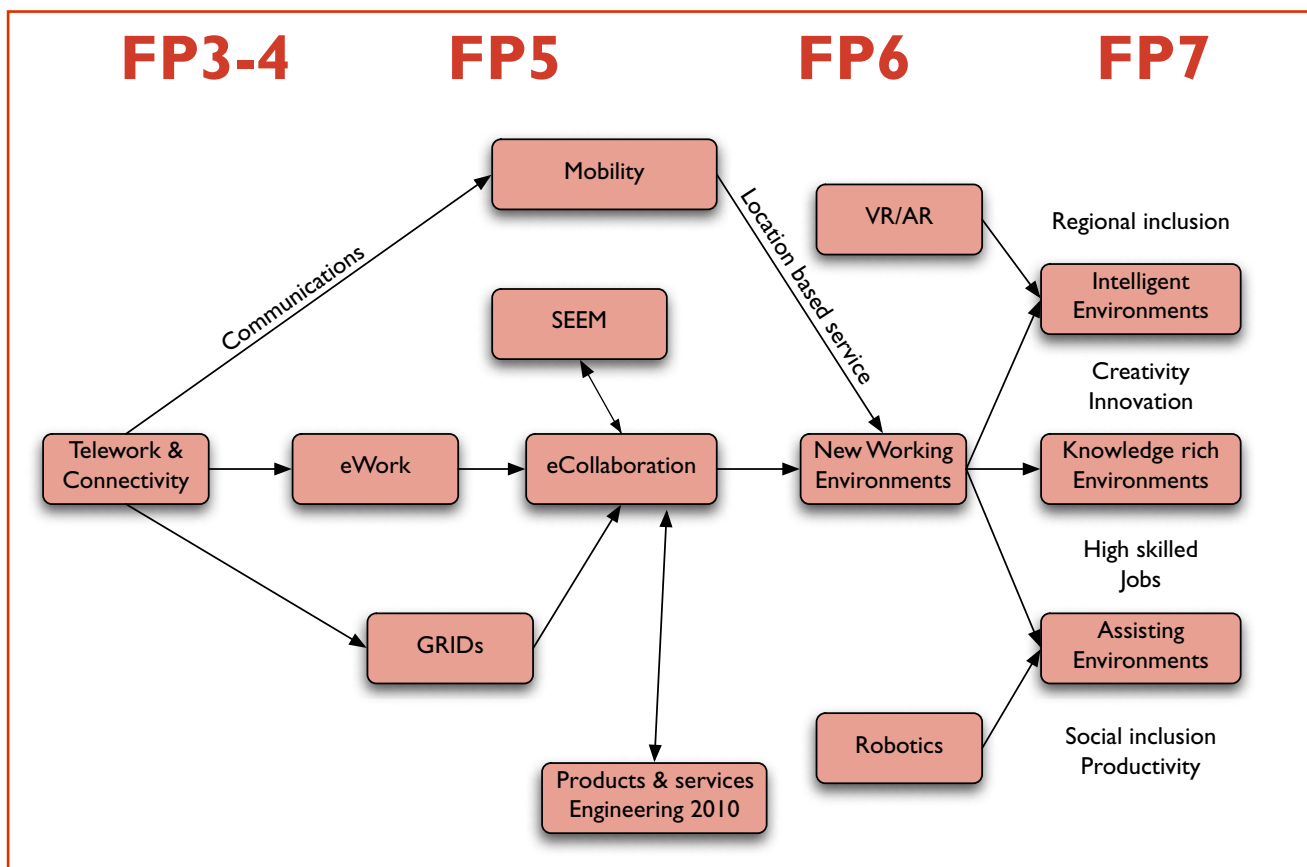 FP3-4
FP5
FP6
FP7
Mobility
VR/AR
Regional inclusion
Communications
Location based service
Intelligent
Environments
SEEM
Creativity
Innovation
Telework &
Connectivity
eWork
eCollaboration
New Working
Environments
Knowledge rich
Environments
High skilled
Jobs
GRIDs
Assisting
Environments
Robotics
Social inclusion
Productivity
Products & services
Engineering 2010